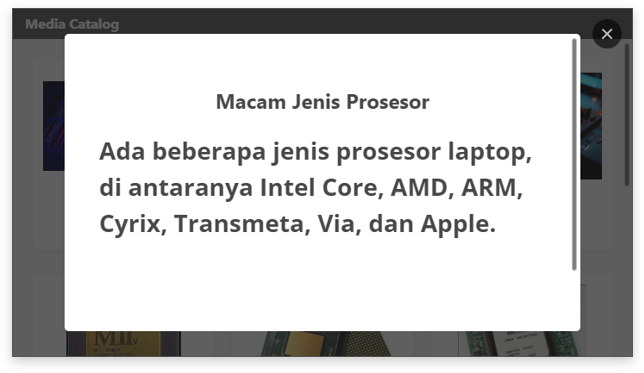 Media Catalog
Macam Jenis Prosesor
Ada beberapa jenis prosesor laptop,
di antaranya Intel Core, AMD, ARM,
Cyrix, Transmeta, Via, dan Apple.
MII